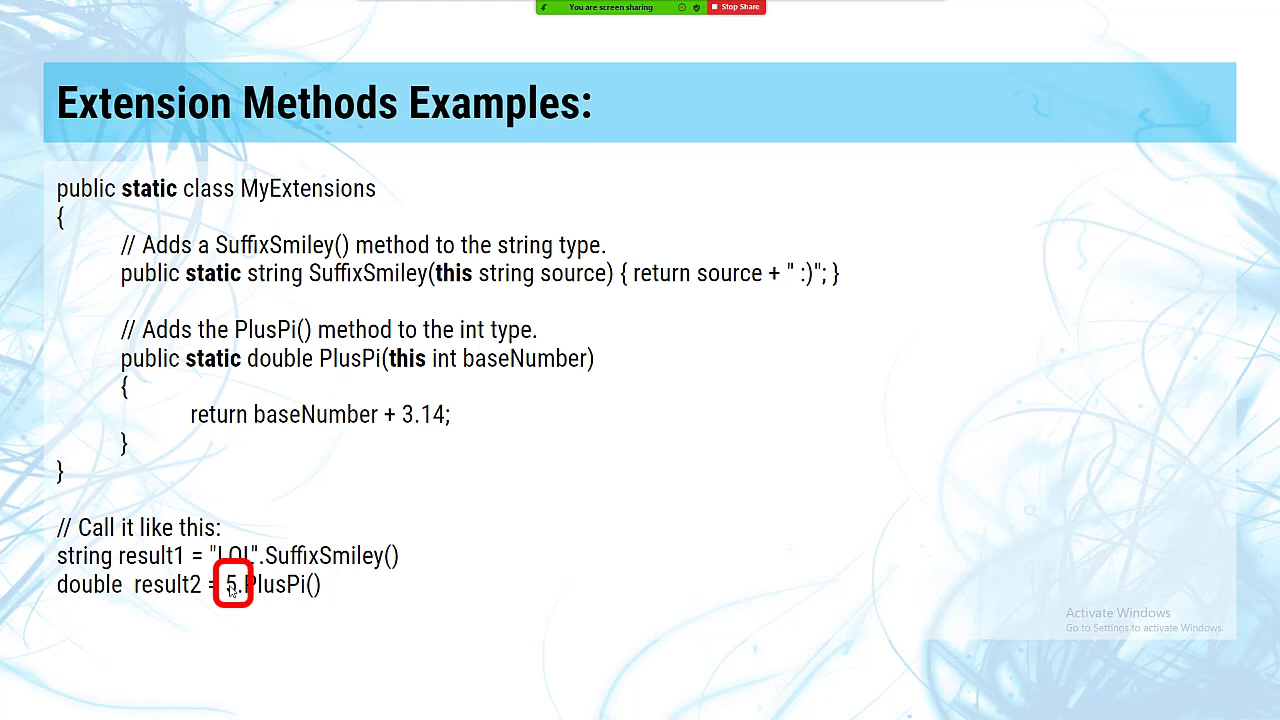 You are screen sharing
Stop Share
Extension Methods Examples:
public static class MyExtensions
{
// Adds a SuffixSmiley() method to the string type.
public static string SuffixSmiley(this string source) { return source + " :)"; }
// Adds the PlusPi() method to the int type.
public static double PlusPi(this int baseNumber)
{
return baseNumber + 3.14;
}
}
// Call it like this:
string result1 = "LOL".SuffixSmiley()
double result2 = 5.PlusPi()
Activate Windows
Go to Settings to activate Windows.